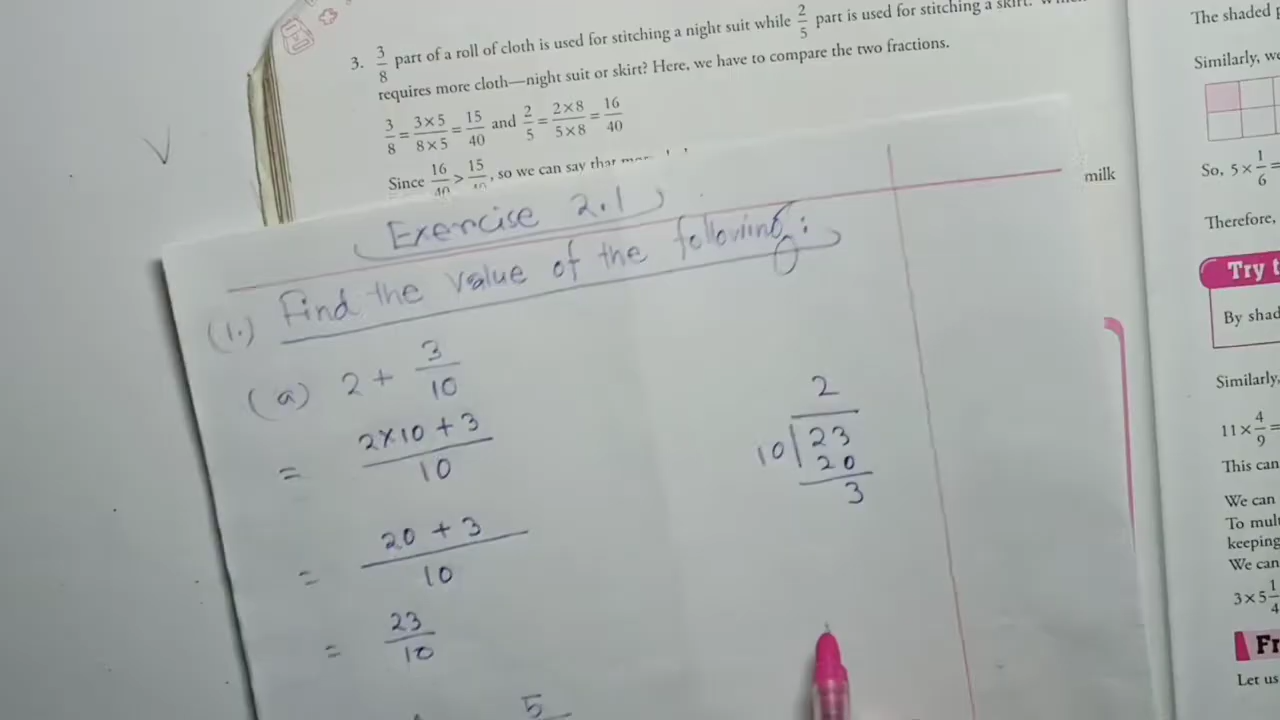 3. 3/8 part of a roll of cloth is used for stitching a night suit while 2/5 part is used for stitching a skirt.
requires more cloth—night suit or skirt? Here, we have to compare the two fractions.
3/8 = 3×5/8×5 = 15/40 and 2/5 = 2×8/5×8 = 16/40
Since 16/40 > 15/40, so we can say that
milk
Exercise 2.1
(1.) Find the value of the following:
(a) 2 + 3/10
= 2×10 + 3/10
= 20 + 3/10
= 23/10
5
2
10 23
20
3
The shaded
Similarly, we
So, 5 × 1/6 =
Therefore,
Try t
By shad
Similarly,
11 × 4/9 =
This can
We can
To mul
keeping
We can
3×5 1/4
Fr
Let us